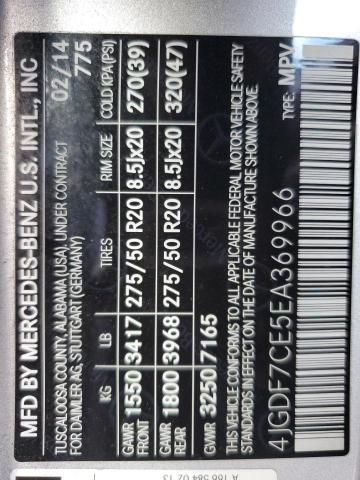 MFD BY MERCEDES-BENZ U.S. INTL., INC
TUSCALOOSA COUNTY, ALABAMA (USA), UNDER CONTRACT 02/14
FOR DAIMLER AG, STUTTGART (GERMANY) 775
KG LB TIRES RIM SIZE COLD KPA(PSI)
GAWR FRONT 1550 3417 275/50 R20 8.5Jx20 270(39)
GAWR REAR 1800 3968 275/50 R20 8.5Jx20 320(47)
GVWR 3250 7165
THIS VEHICLE CONFORMS TO ALL APPLICABLE FEDERAL MOTOR VEHICLE SAFETY
STANDARDS IN EFFECT ON THE DATE OF MANUFACTURE SHOWN ABOVE.
4JGDF7CE5EA369966 TYPE: MPV
A 166 584 02 13